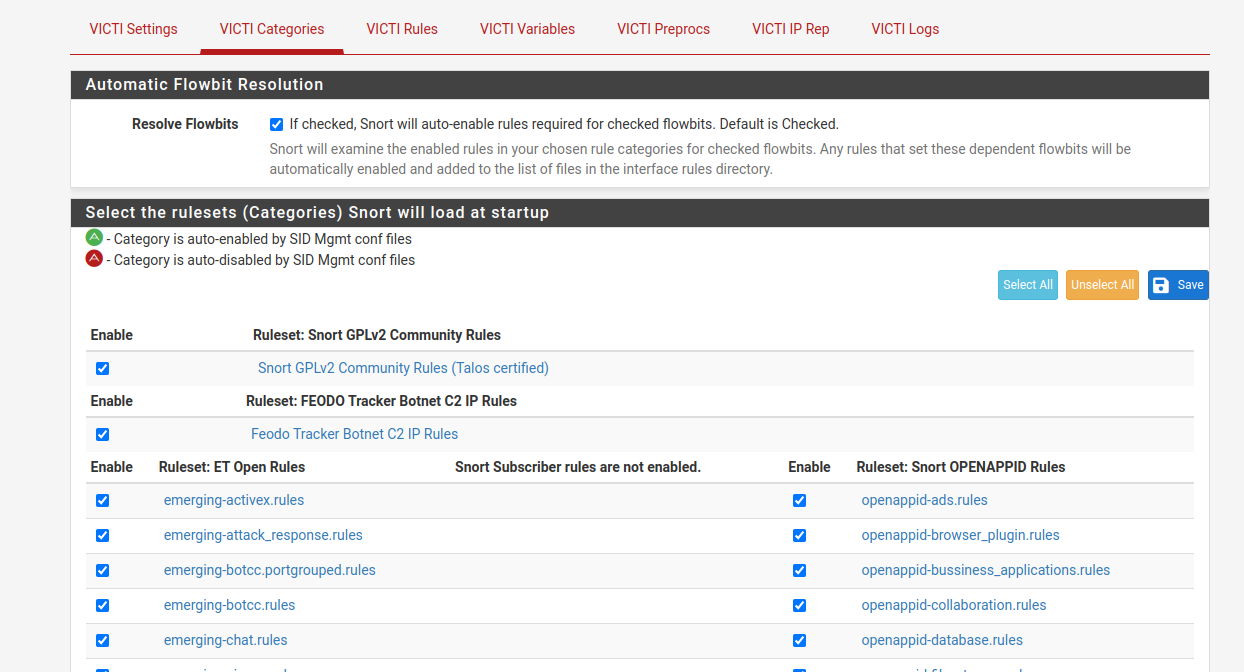 VICTI Settings VICTI Categories VICTI Rules VICTI Variables VICTI Preprocs VICTI IP Rep VICTI Logs
Automatic Flowbit Resolution
Resolve Flowbits If checked, Snort will auto-enable rules required for checked flowbits. Default is Checked.
Snort will examine the enabled rules in your chosen rule categories for checked flowbits. Any rules that set these dependent flowbits will be
automatically enabled and added to the list of files in the interface rules directory.
Select the rulesets (Categories) Snort will load at startup
- Category is auto-enabled by SID Mgmt conf files
- Category is auto-disabled by SID Mgmt conf files
Select All Unselect All Save
Enable Ruleset: Snort GPLv2 Community Rules
Snort GPLv2 Community Rules (Talos certified)
Enable Ruleset: FEODO Tracker Botnet C2 IP Rules
Feodo Tracker Botnet C2 IP Rules
Enable Ruleset: ET Open Rules Snort Subscriber rules are not enabled. Enable Ruleset: Snort OPENAPPID Rules
emerging-activex.rules openappid-ads.rules
emerging-attack_response.rules openappid-browser_plugin.rules
emerging-botcc.portgrouped.rules openappid-bussiness_applications.rules
emerging-botcc.rules openappid-collaboration.rules
emerging-chat.rules openappid-database.rules